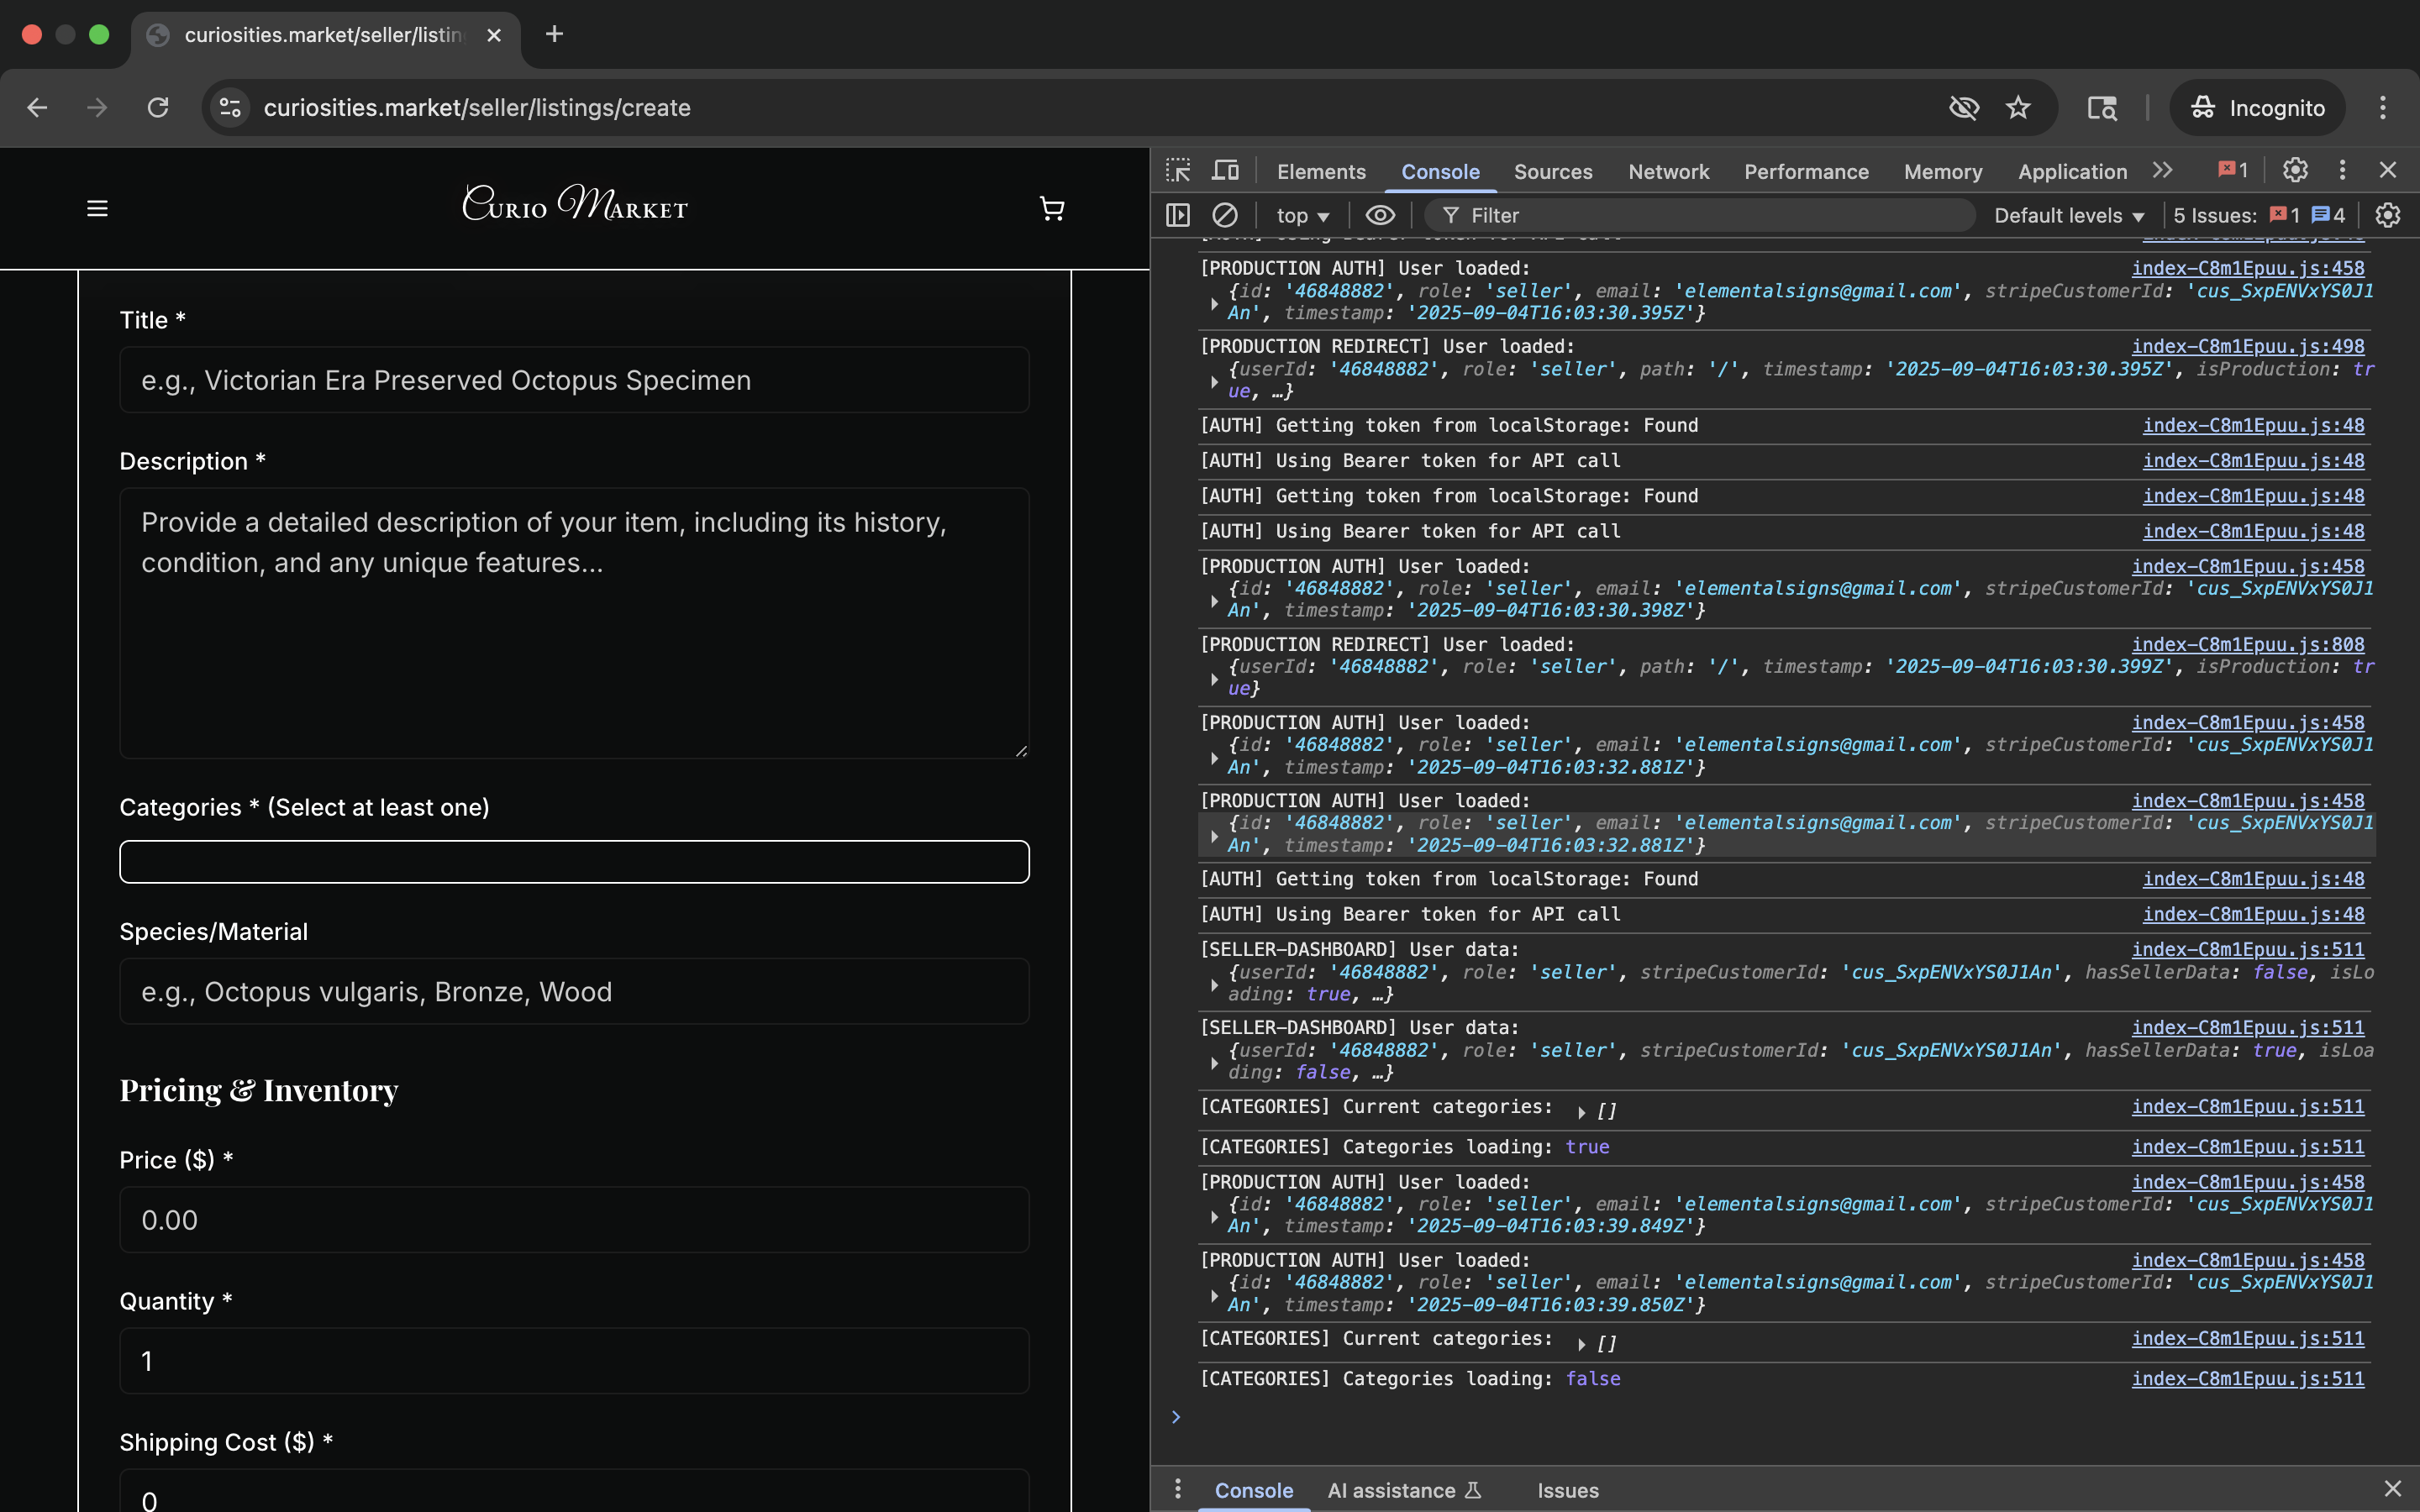 curiosities.market/seller/listin
curiosities.market/seller/listings/create
Incognito
Curio Market
Title *
e.g., Victorian Era Preserved Octopus Specimen
Description *
Provide a detailed description of your item, including its history,
condition, and any unique features...
Categories * (Select at least one)
Species/Material
e.g., Octopus vulgaris, Bronze, Wood
Pricing & Inventory
Price ($) *
0.00
Quantity *
1
Shipping Cost ($) *
0
Elements Console Sources Network Performance Memory Application 1
top Filter Default levels 5 Issues: 1 4
[PRODUCTION AUTH] User loaded: index-C8m1Epuu.js:458
{id: '46848882', role: 'seller', email: 'elementalsigns@gmail.com', stripeCustomerId: 'cus_SxpENVxYS0J1
An', timestamp: '2025-09-04T16:03:30.395Z'}
[PRODUCTION REDIRECT] User loaded: index-C8m1Epuu.js:498
{userId: '46848882', role: 'seller', path: '/', timestamp: '2025-09-04T16:03:30.395Z', isProduction: tr
ue, …}
[AUTH] Getting token from localStorage: Found index-C8m1Epuu.js:48
[AUTH] Using Bearer token for API call index-C8m1Epuu.js:48
[AUTH] Getting token from localStorage: Found index-C8m1Epuu.js:48
[AUTH] Using Bearer token for API call index-C8m1Epuu.js:48
[PRODUCTION AUTH] User loaded: index-C8m1Epuu.js:458
{id: '46848882', role: 'seller', email: 'elementalsigns@gmail.com', stripeCustomerId: 'cus_SxpENVxYS0J1
An', timestamp: '2025-09-04T16:03:30.398Z'}
[PRODUCTION REDIRECT] User loaded: index-C8m1Epuu.js:808
{userId: '46848882', role: 'seller', path: '/', timestamp: '2025-09-04T16:03:30.399Z', isProduction: tr
ue}
[PRODUCTION AUTH] User loaded: index-C8m1Epuu.js:458
{id: '46848882', role: 'seller', email: 'elementalsigns@gmail.com', stripeCustomerId: 'cus_SxpENVxYS0J1
An', timestamp: '2025-09-04T16:03:32.881Z'}
[PRODUCTION AUTH] User loaded: index-C8m1Epuu.js:458
{id: '46848882', role: 'seller', email: 'elementalsigns@gmail.com', stripeCustomerId: 'cus_SxpENVxYS0J1
An', timestamp: '2025-09-04T16:03:32.881Z'}
[AUTH] Getting token from localStorage: Found index-C8m1Epuu.js:48
[AUTH] Using Bearer token for API call index-C8m1Epuu.js:48
[SELLER-DASHBOARD] User data: index-C8m1Epuu.js:511
{userId: '46848882', role: 'seller', stripeCustomerId: 'cus_SxpENVxYS0J1An', hasSellerData: false, isLo
ading: true, …}
[SELLER-DASHBOARD] User data: index-C8m1Epuu.js:511
{userId: '46848882', role: 'seller', stripeCustomerId: 'cus_SxpENVxYS0J1An', hasSellerData: true, isLoa
ding: false, …}
[CATEGORIES] Current categories: [] index-C8m1Epuu.js:511
[CATEGORIES] Categories loading: true index-C8m1Epuu.js:511
[PRODUCTION AUTH] User loaded: index-C8m1Epuu.js:458
{id: '46848882', role: 'seller', email: 'elementalsigns@gmail.com', stripeCustomerId: 'cus_SxpENVxYS0J1
An', timestamp: '2025-09-04T16:03:39.849Z'}
[PRODUCTION AUTH] User loaded: index-C8m1Epuu.js:458
{id: '46848882', role: 'seller', email: 'elementalsigns@gmail.com', stripeCustomerId: 'cus_SxpENVxYS0J1
An', timestamp: '2025-09-04T16:03:39.850Z'}
[CATEGORIES] Current categories: [] index-C8m1Epuu.js:511
[CATEGORIES] Categories loading: false index-C8m1Epuu.js:511
Console AI assistance Issues